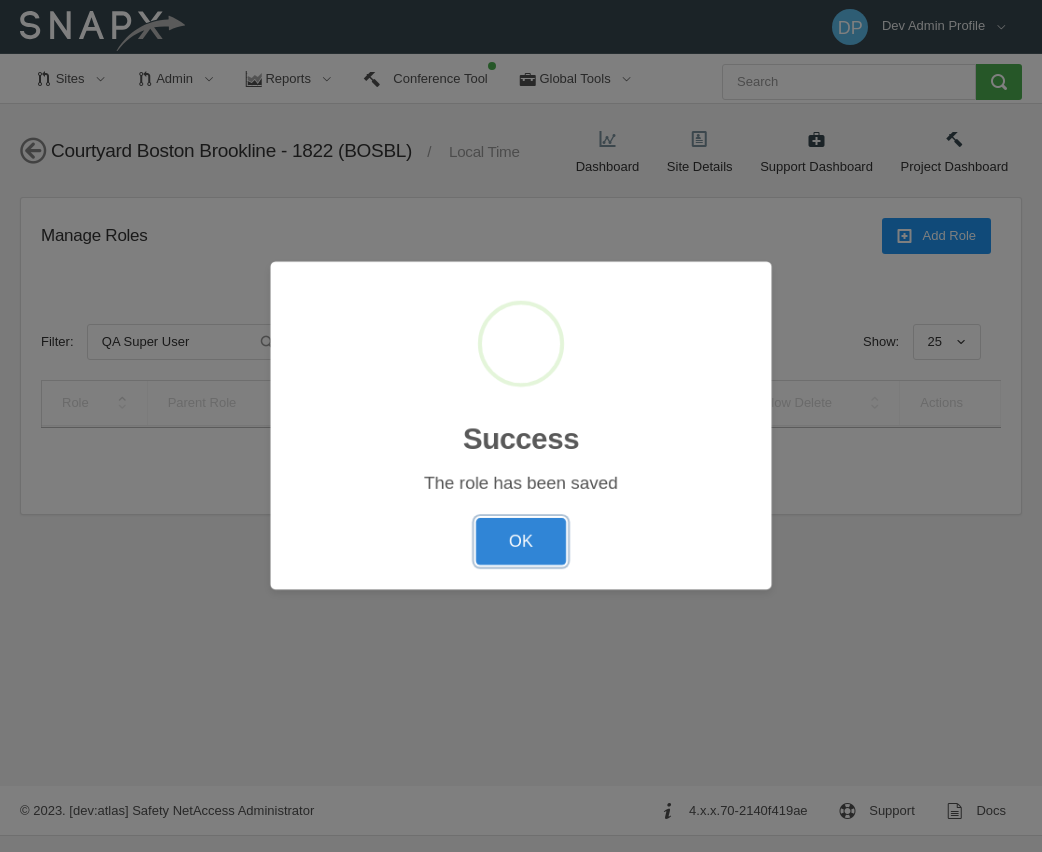 SNAPX
DP
Dev Admin Profile
Sites
Admin
Reports
Conference Tool
Global Tools
Search
Courtyard Boston Brookline - 1822 (BOSBL) / Local Time
Dashboard
Site Details
Support Dashboard
Project Dashboard
Manage Roles
Add Role
Filter: QA Super User
Show: 25
Role
Parent Role
Delete
Actions
Success
The role has been saved
OK
© 2023. [dev:atlas] Safety NetAccess Administrator
4.x.x.70-2140f419ae
Support
Docs